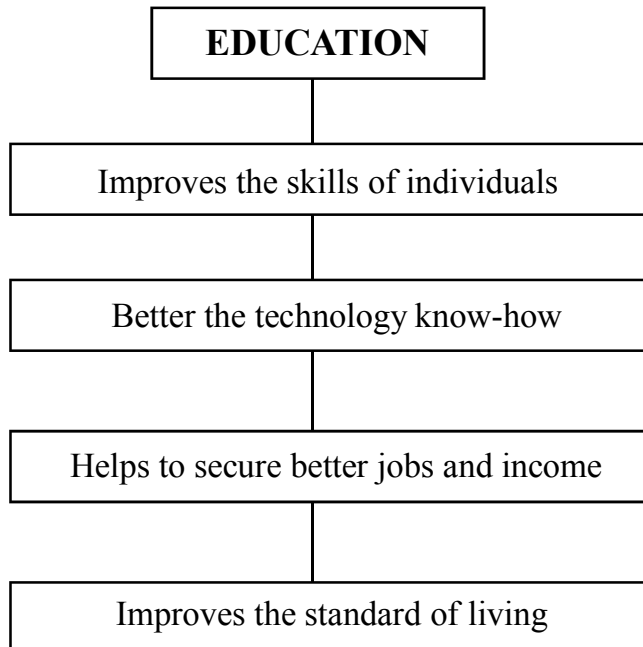 EDUCATION
Improves the skills of individuals
Better the technology know-how
Helps to secure better jobs and income
Improves the standard of living